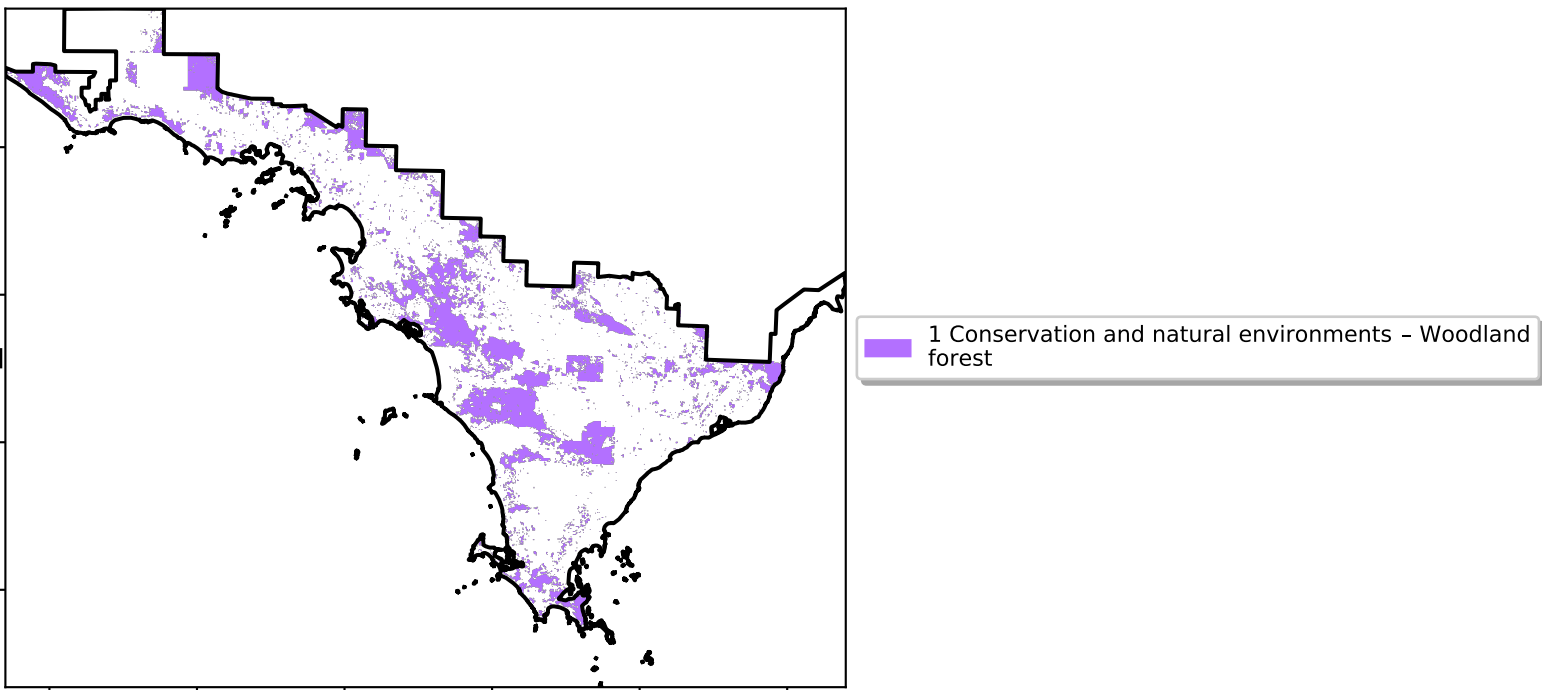 1 Conservation and natural environments – Woodland
forest